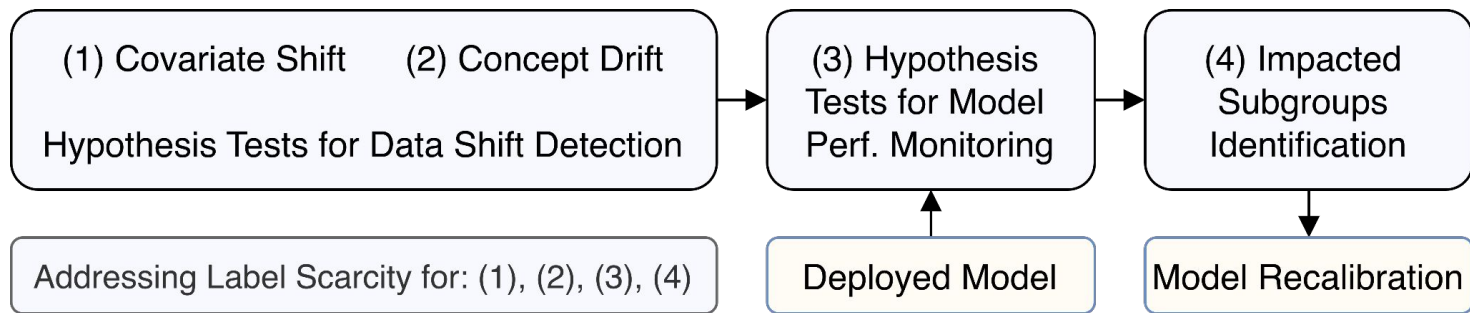 (1) Covariate Shift (2) Concept Drift
Hypothesis Tests for Data Shift Detection
(3) Hypothesis
Tests for Model
Perf. Monitoring
(4) Impacted
Subgroups
Identification
Addressing Label Scarcity for: (1), (2), (3), (4)
Deployed Model
Model Recalibration